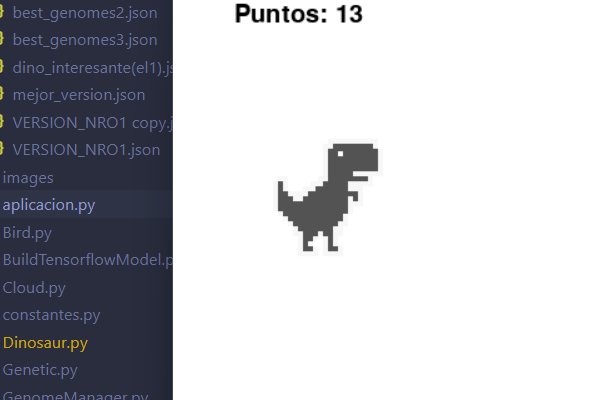 best_genomes2.json
best_genomes3.json
dino_interesante(el1).js
mejor_version.json
VERSION_NRO1 copy.j
VERSION_NRO1.json
images
aplicacion.py
Bird.py
BuildTensorflowModel.p
Cloud.py
constantes.py
Dinosaur.py
Genetic.py
GenomeManager.py
Puntos: 13